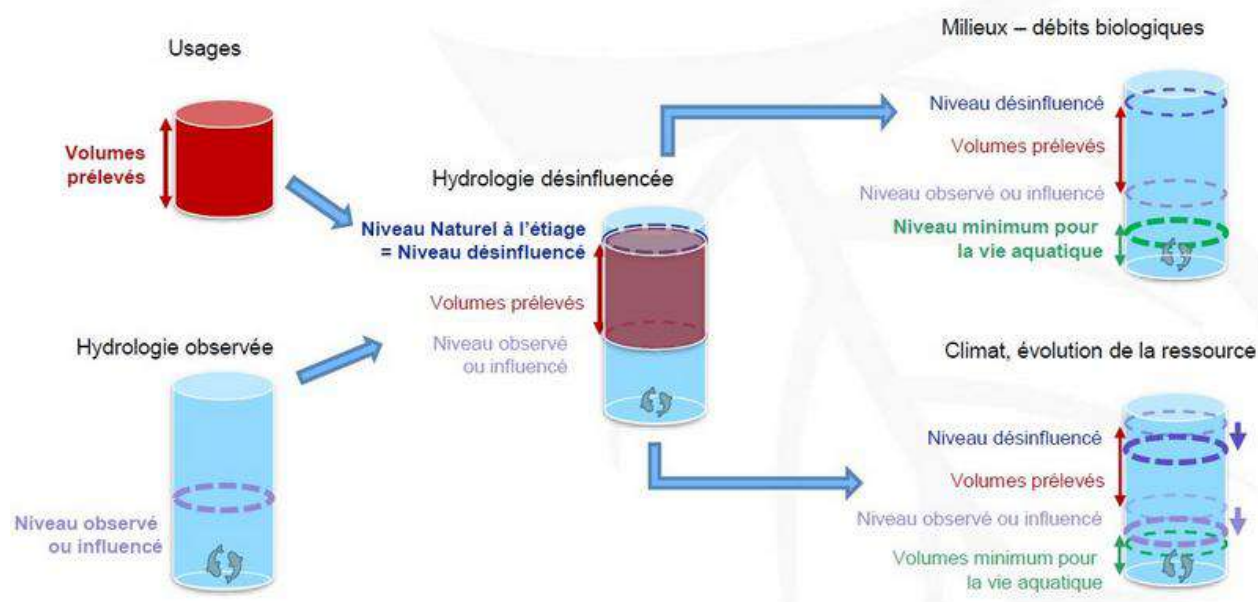 Usages
Volumes
prélevés
Hydrologie observée
Niveau observé
ou influencé
Hydrologie désinfluencée
Niveau Naturel à l'étiage
= Niveau désinfluencé
Volumes prélevés
Niveau observé
ou influencé
Milieux – débits biologiques
Niveau désinfluencé
Volumes prélevés
Niveau observé ou influencé
Niveau minimum pour
la vie aquatique
Climat, évolution de la ressource
Niveau désinfluencé
Volumes prélevés
Niveau observé ou influencé
Volumes minimum pour
la vie aquatique